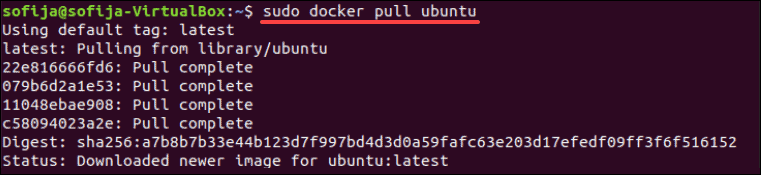 sofija@sofija-VirtualBox:~$ sudo docker pull ubuntu
Using default tag: latest
latest: Pulling from library/ubuntu
22e816666fd6: Pull complete
079b6d2a1e53: Pull complete
11048ebae908: Pull complete
c58094023a2e: Pull complete
Digest: sha256:a7b8b7b33e44b123d7f997bd4d3d0a59fafc63e203d17efedf09ff3f6f516152
Status: Downloaded newer image for ubuntu:latest